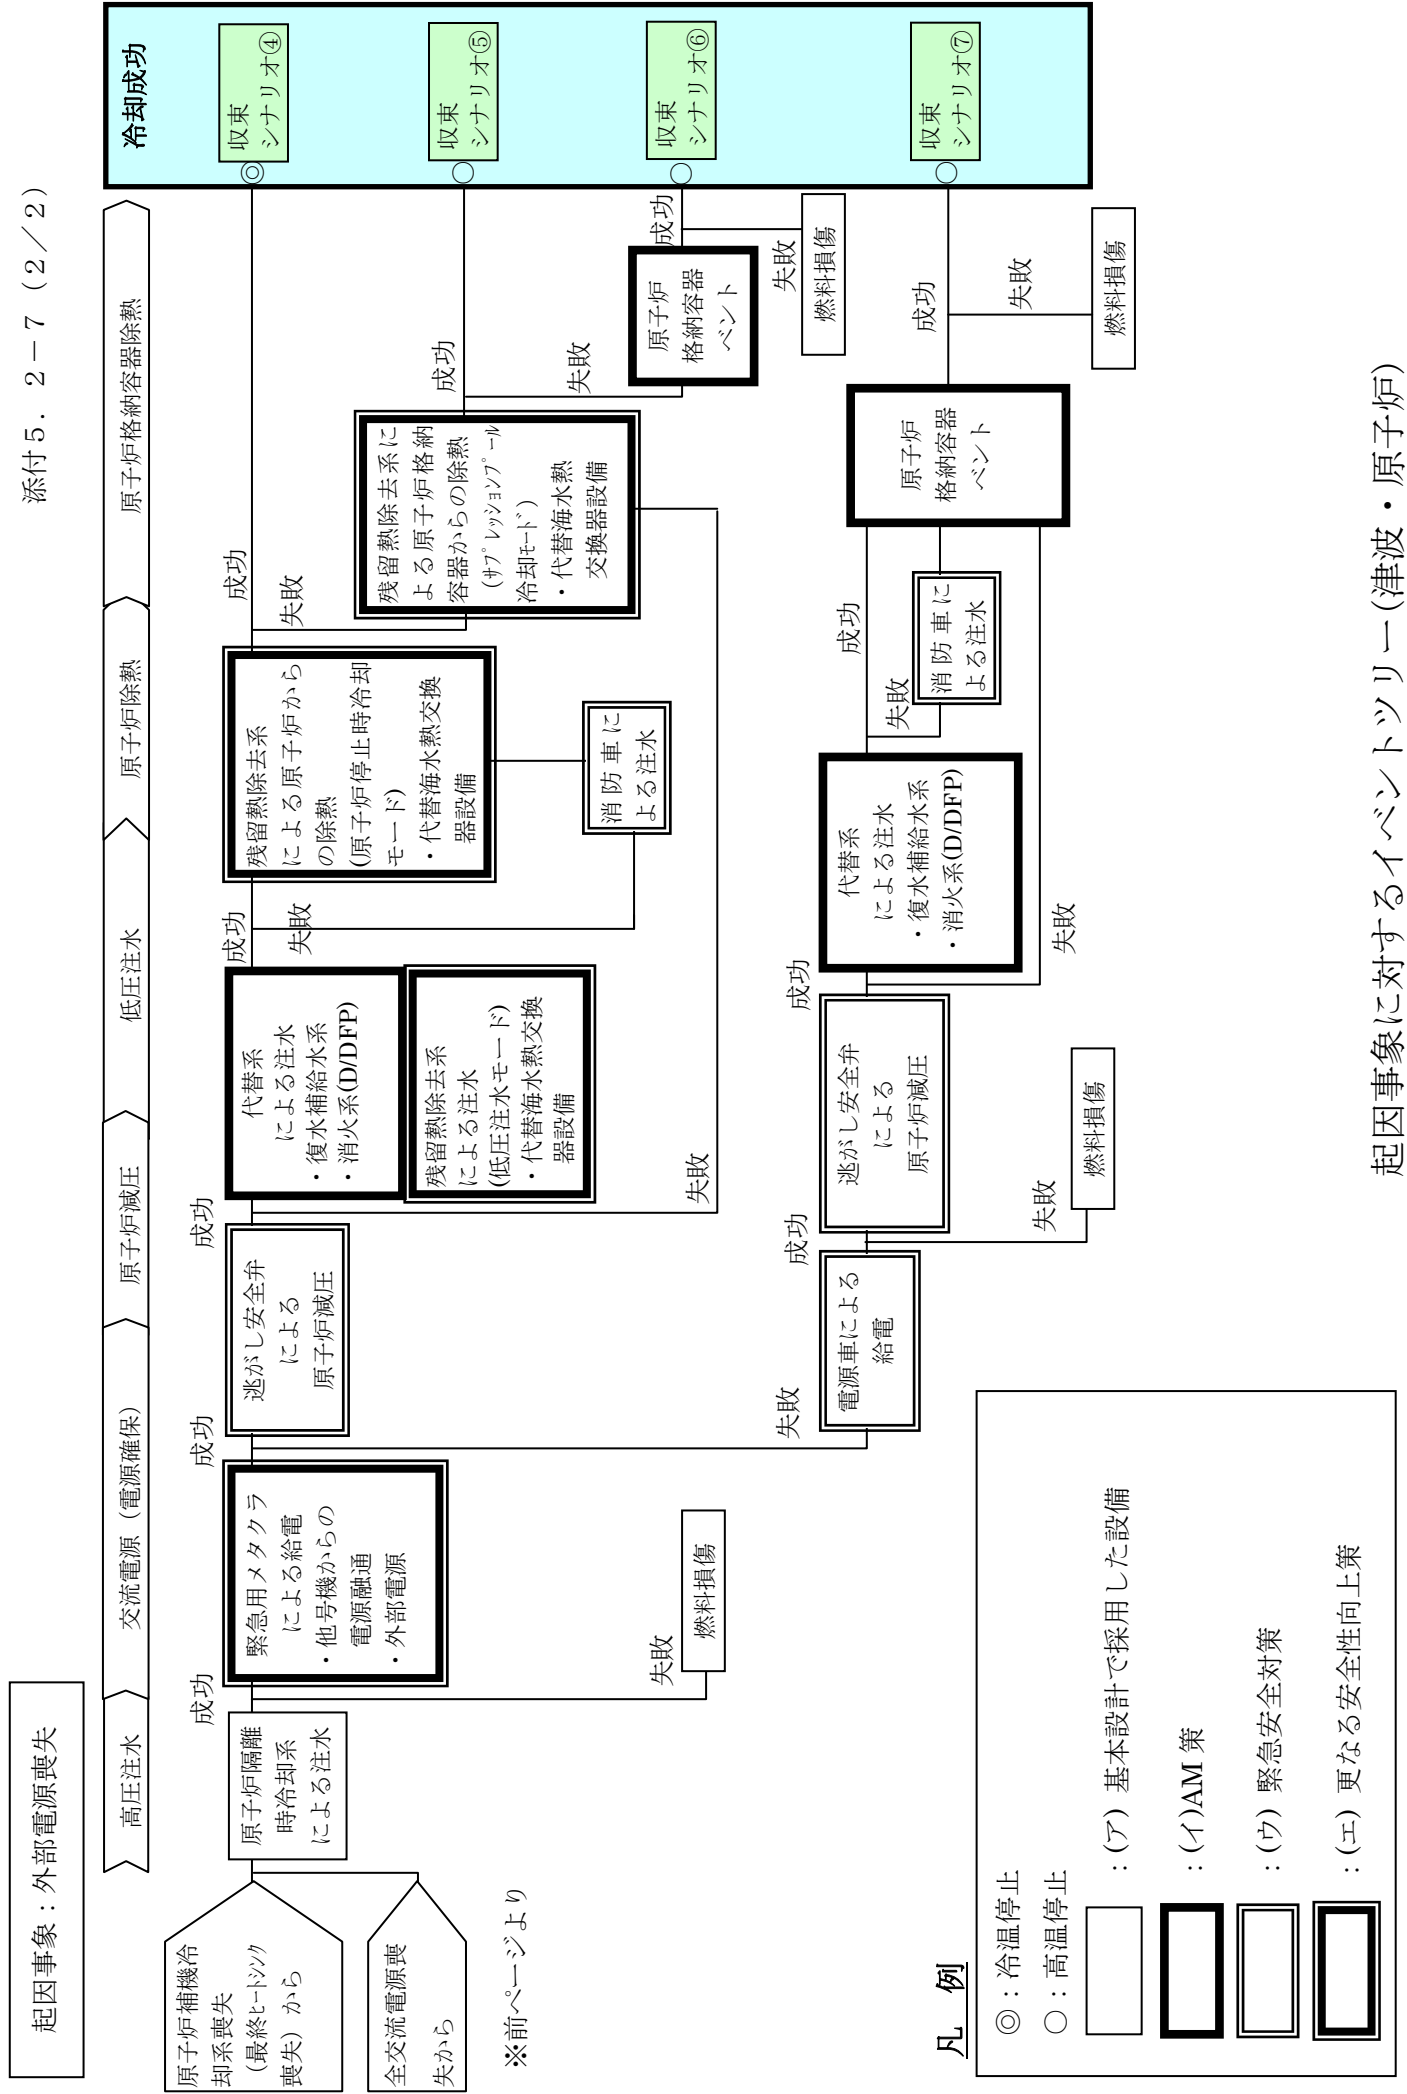 添付５．２－７（２／２）
起因事象：外部電源喪失
高圧注水
交流電源（電源確保）
原子炉減圧
低圧注水
原子炉除熱
原子炉格納容器除熱
冷却成功
原子炉補機冷
却系喪失
（最終ﾋｰﾄｼﾝｸ
喪失）から
全交流電源喪
失から
※前ページより
原子炉隔離
時冷却系
による注水
成功
失敗
燃料損傷
緊急用メタクラ
による給電
・他号機からの
電源融通
・外部電源
成功
失敗
逃がし安全弁
による
原子炉減圧
成功
失敗
代替系
による注水
・復水補給水系
・消火系(D/DFP)
残留熱除去系
による注水
(低圧注水モード)
・代替海水熱交換
器設備
成功
失敗
消防車に
よる注水
残留熱除去系
による原子炉から
の除熱
(原子炉停止時冷却
モード)
・代替海水熱交換
器設備
成功
失敗
残留熱除去系に
よる原子炉格納
容器からの除熱
(ｻﾌﾟﾚｯｼｮﾝﾌﾟｰﾙ
冷却ﾓｰﾄﾞ)
・代替海水熱
交換器設備
成功
失敗
原子炉
格納容器
ベント
成功
失敗
燃料損傷
◎
収束
シナリオ④
○
収束
シナリオ⑤
○
収束
シナリオ⑥
○
収束
シナリオ⑦
電源車による
給電
成功
失敗
燃料損傷
逃がし安全弁
による
原子炉減圧
成功
失敗
代替系
による注水
・復水補給水系
・消火系(D/DFP)
成功
失敗
消防車に
よる注水
原子炉
格納容器
ベント
成功
失敗
燃料損傷
凡　例
◎：冷温停止
○：高温停止
：(ア) 基本設計で採用した設備
：(イ)AM 策
：(ウ) 緊急安全対策
：(エ) 更なる安全性向上策
起因事象に対するイベントツリー(津波・原子炉)